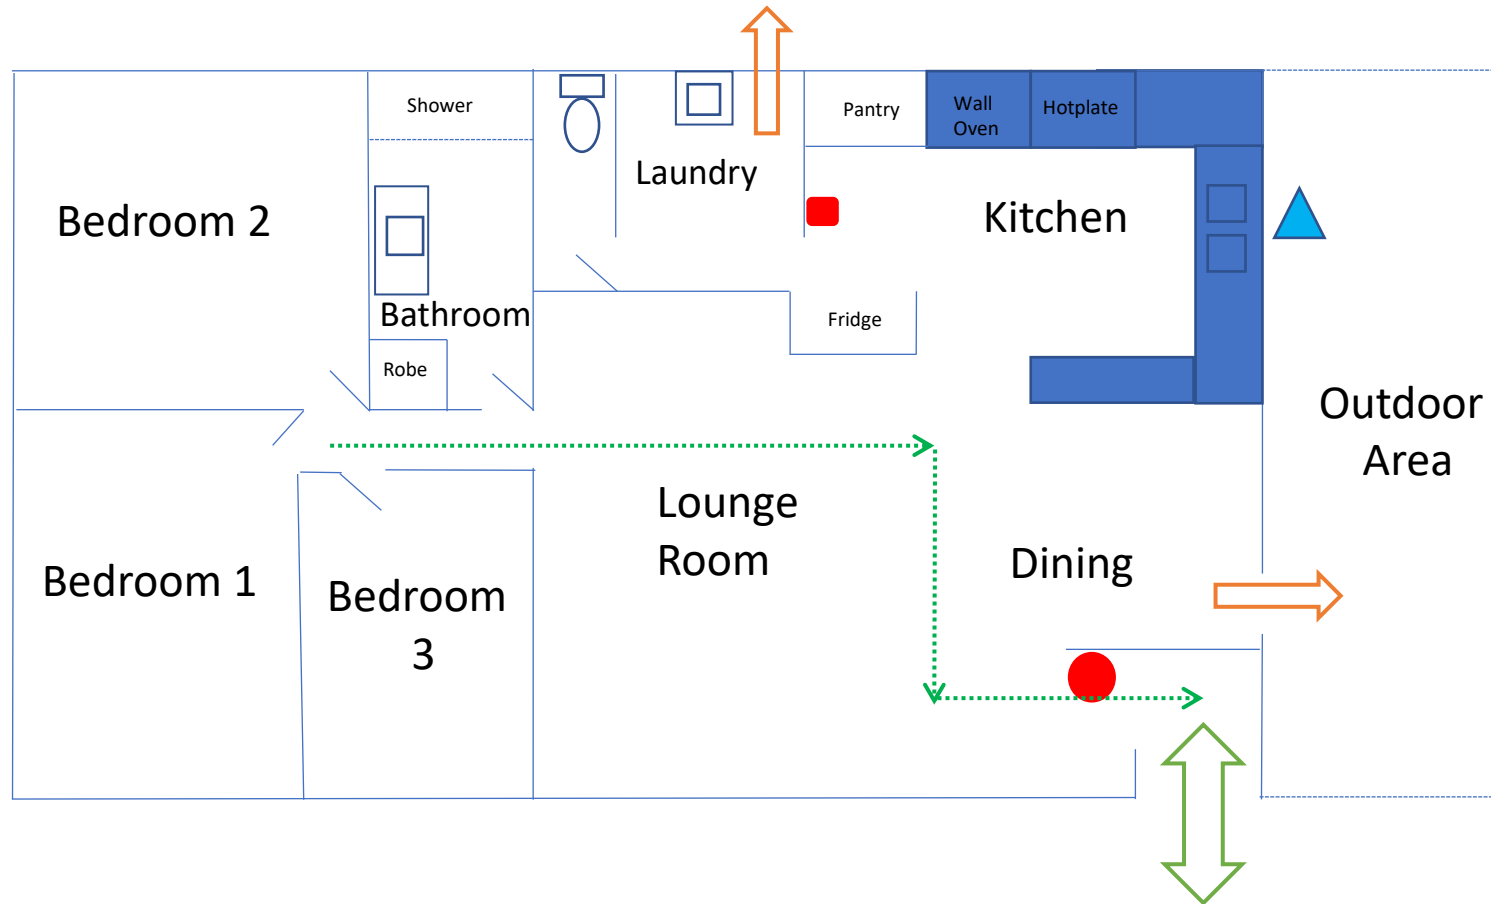 Shower
Pantry
Wall
Oven
Hotplate
Laundry
Bedroom 2
Kitchen
Bathroom
Fridge
Robe
Outdoor
Area
Lounge
Room
Dining
Bedroom 1
Bedroom
3